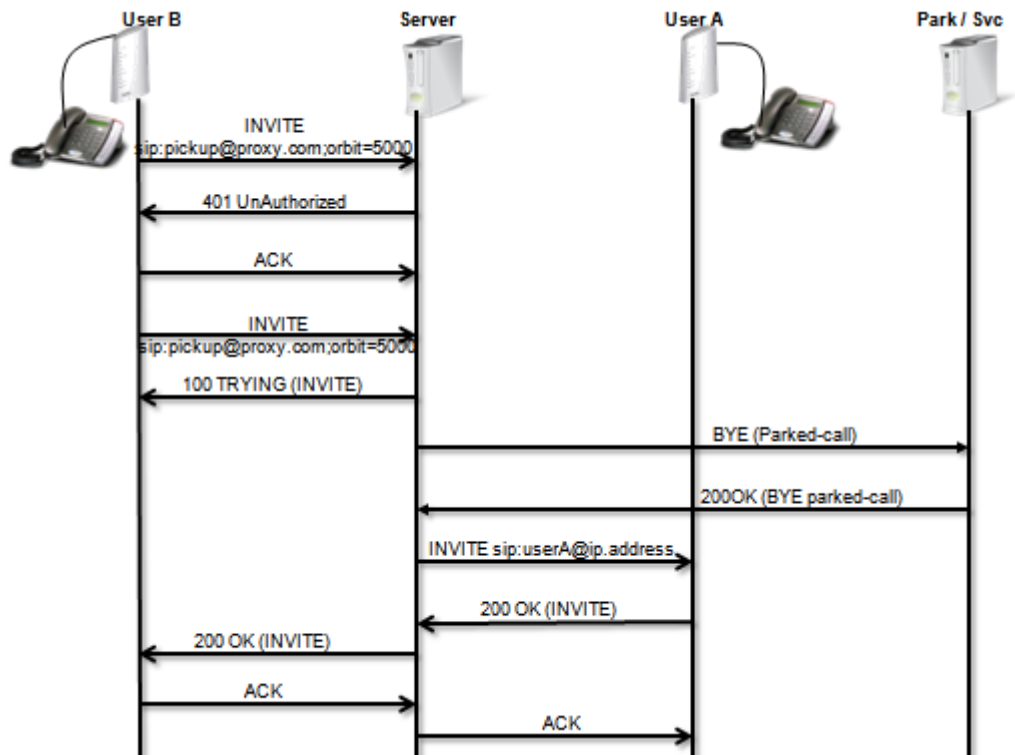 User B
Server
User A
Park / Svc
INVITE
sip:pickup@proxy.com;orbit=5000
401 UnAuthorized
ACK
INVITE
sip:pickup@proxy.com;orbit=5000
100 TRYING (INVITE)
BYE (Parked-call)
200OK (BYE parked-call)
INVITE sip:userA@ip.address
200 OK (INVITE)
200 OK (INVITE)
ACK
ACK